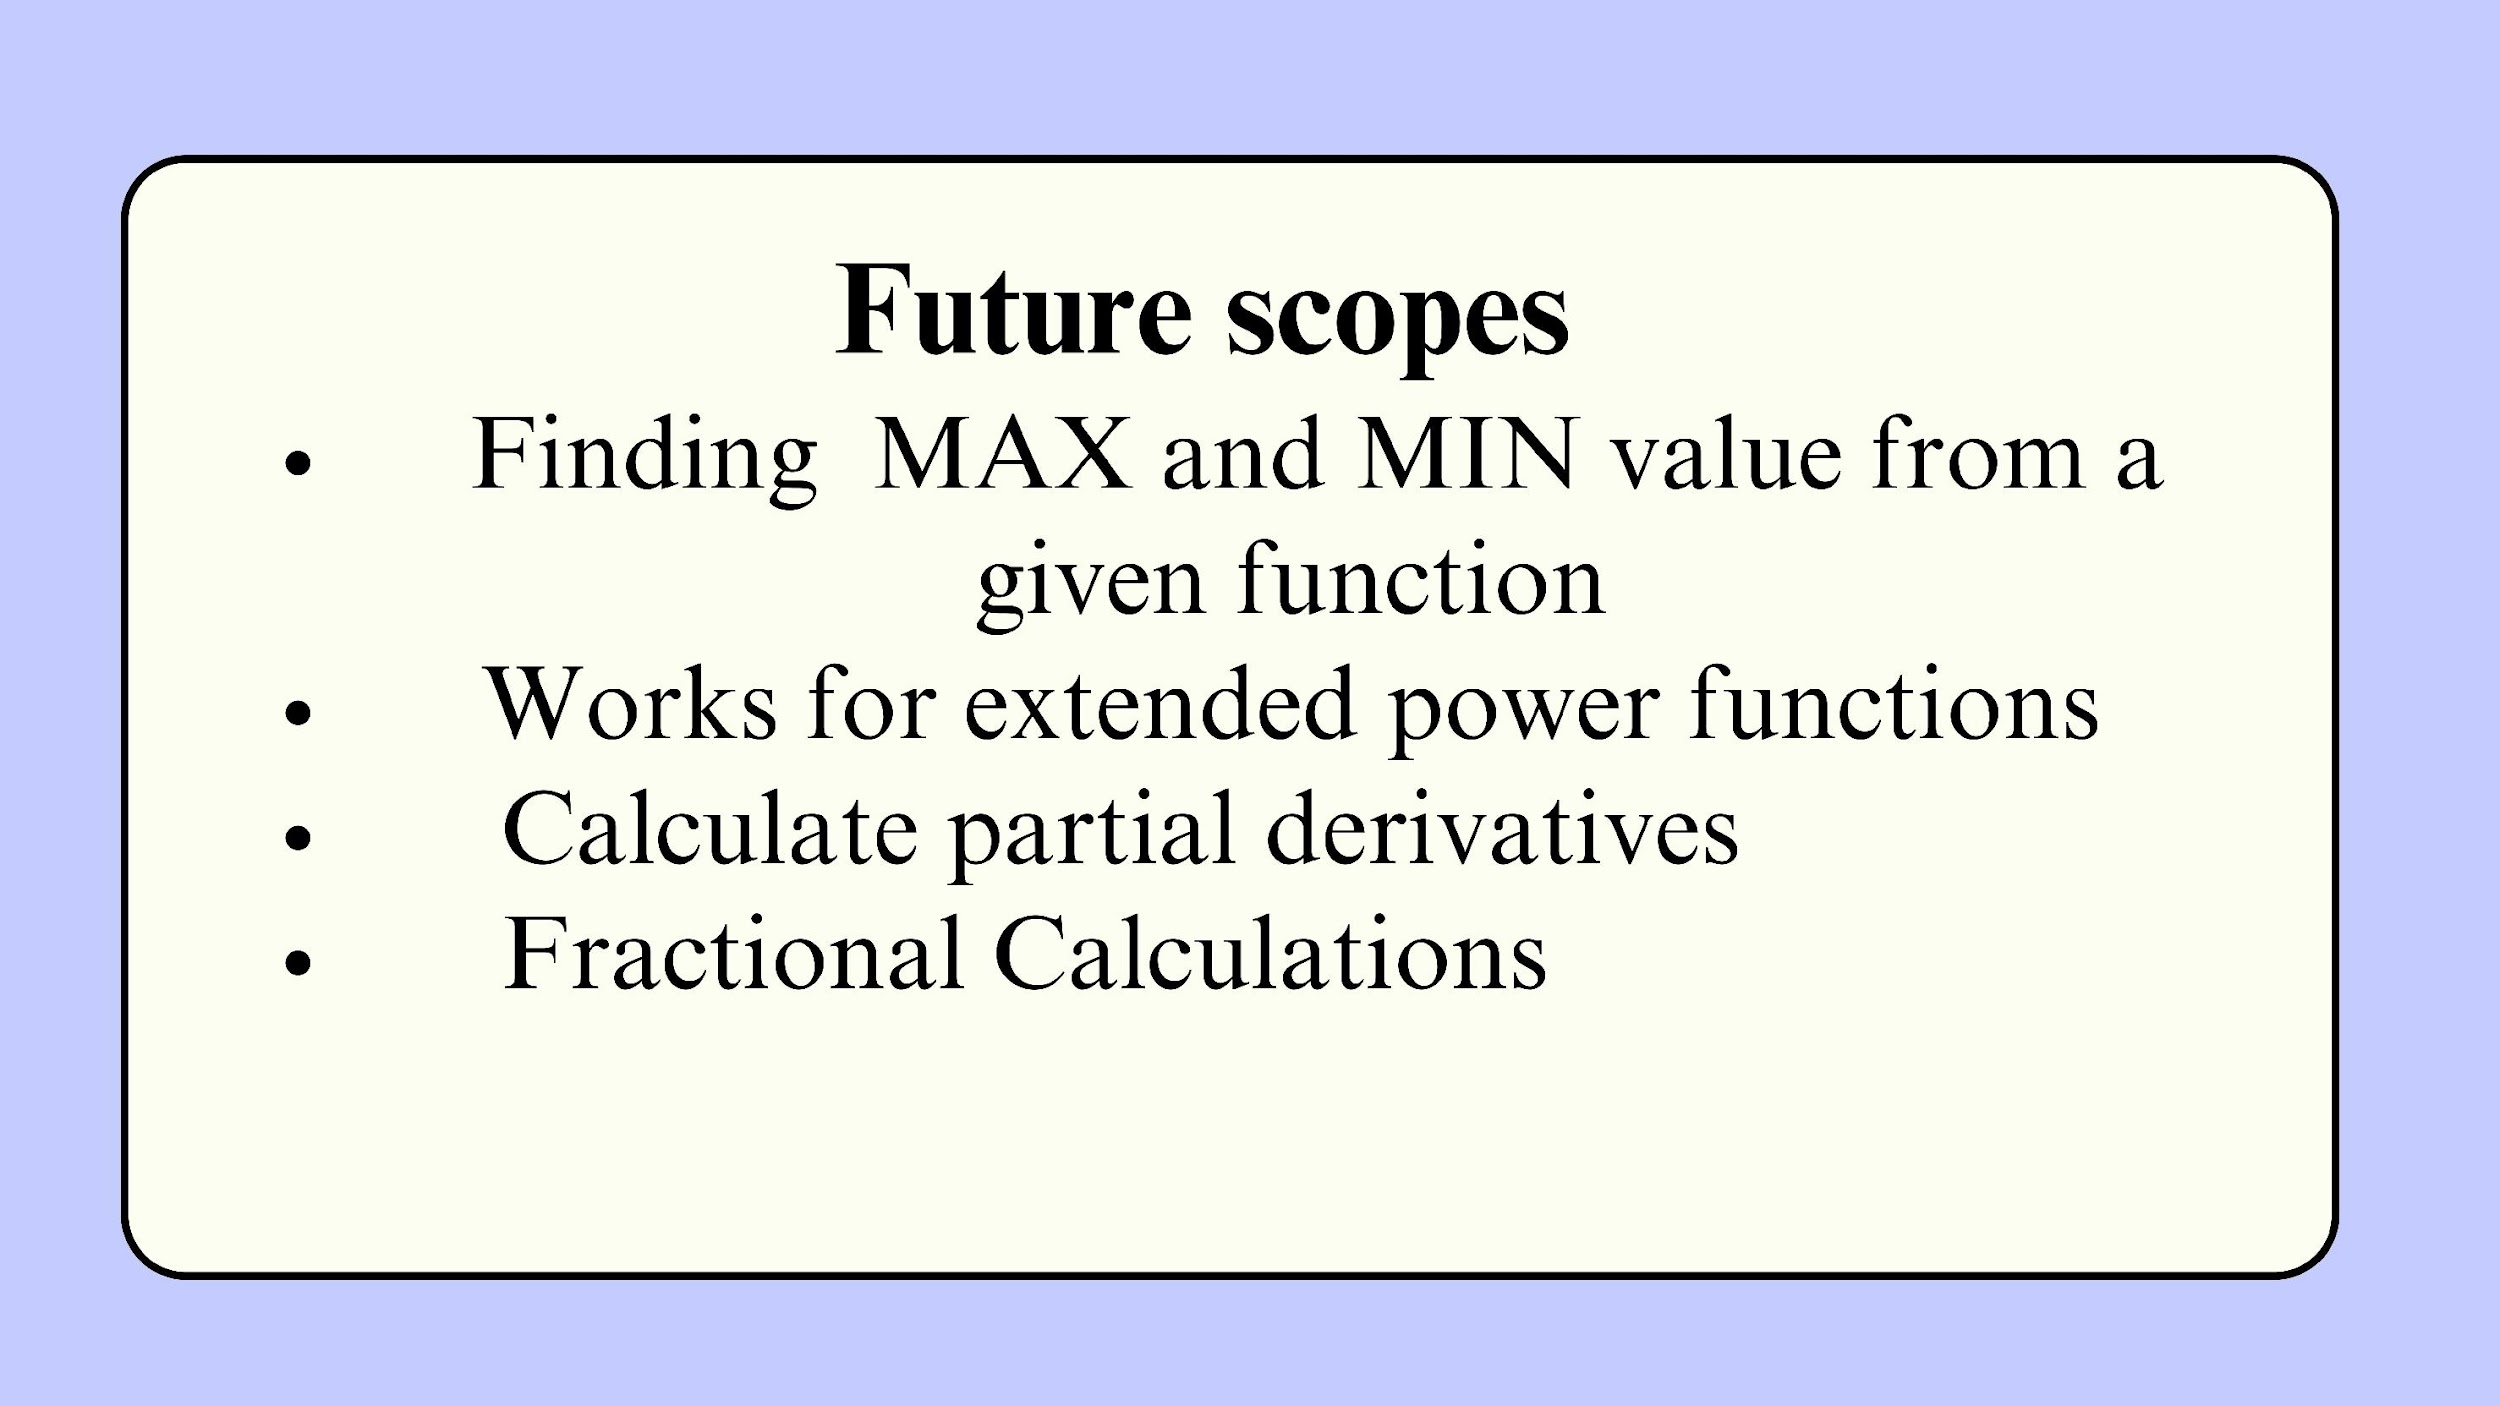 Future scopes
• Finding MAX and MIN value from a
given function
• Works for extended power functions
• Calculate partial derivatives
• Fractional Calculations